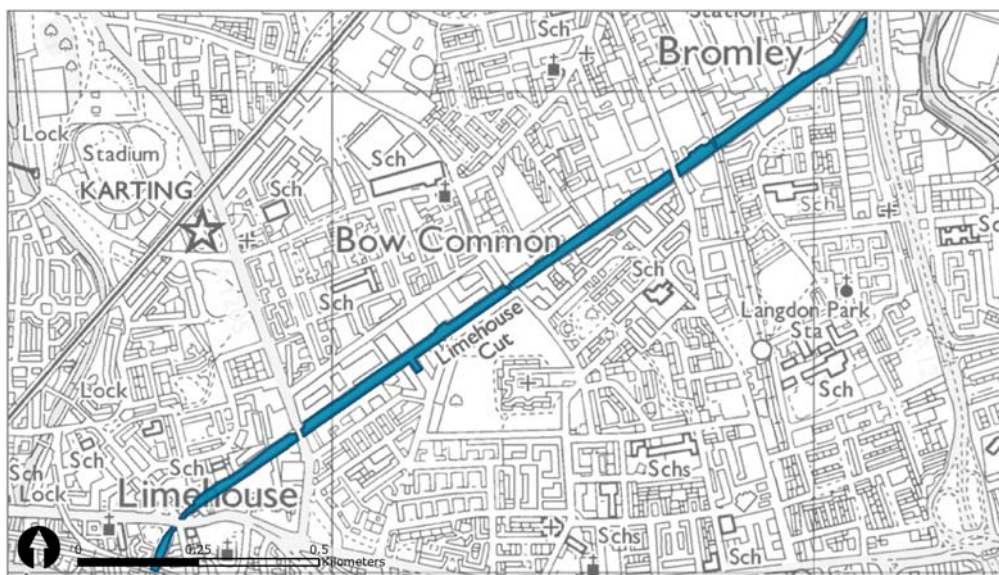 Station
Sch
Bromley
Lock
Stadium
Sch
KARTING
Sch
Sch
Bow Common
Sch
Sch
Langdon Park
Sta
Limehouse
Cut
Lock
Sch
Sch
Sch
Sch
Schs
Lock
Limehouse
Schs
Sch
0
0.25
0.5
Kilometers